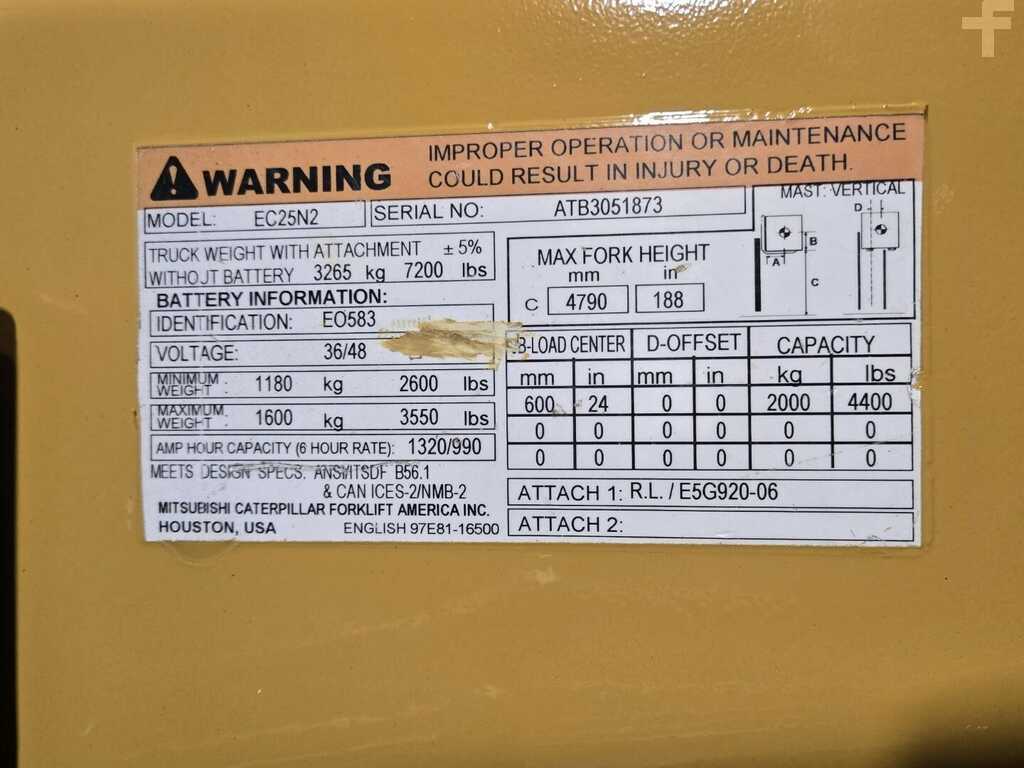 f
WARNING
IMPROPER OPERATION OR MAINTENANCE
COULD RESULT IN INJURY OR DEATH.
MODEL: EC25N2
SERIAL NO: ATB3051873
MAST: VERTICAL
TRUCK WEIGHT WITH ATTACHMENT ± 5%
WITHOUT BATTERY 3265 kg 7200 lbs
BATTERY INFORMATION:
IDENTIFICATION: EO583
VOLTAGE: 36/48
MINIMUM WEIGHT: 1180 kg 2600 lbs
MAXIMUM WEIGHT: 1600 kg 3550 lbs
AMP HOUR CAPACITY (6 HOUR RATE): 1320/990
MEETS DESIGN SPECS. ANSI/ITSDF B56.1
& CAN ICES-2/NMB-2
MITSUBISHI CATERPILLAR FORKLIFT AMERICA INC.
HOUSTON, USA ENGLISH 97E81-16500
MAX FORK HEIGHT
mm in
C 4790 188
D
B
A
C
B-LOAD CENTER D-OFFSET CAPACITY
mm in mm in kg lbs
600 24 0 0 2000 4400
0 0 0 0 0 0
0 0 0 0 0 0
ATTACH 1: R.L. / E5G920-06
ATTACH 2: